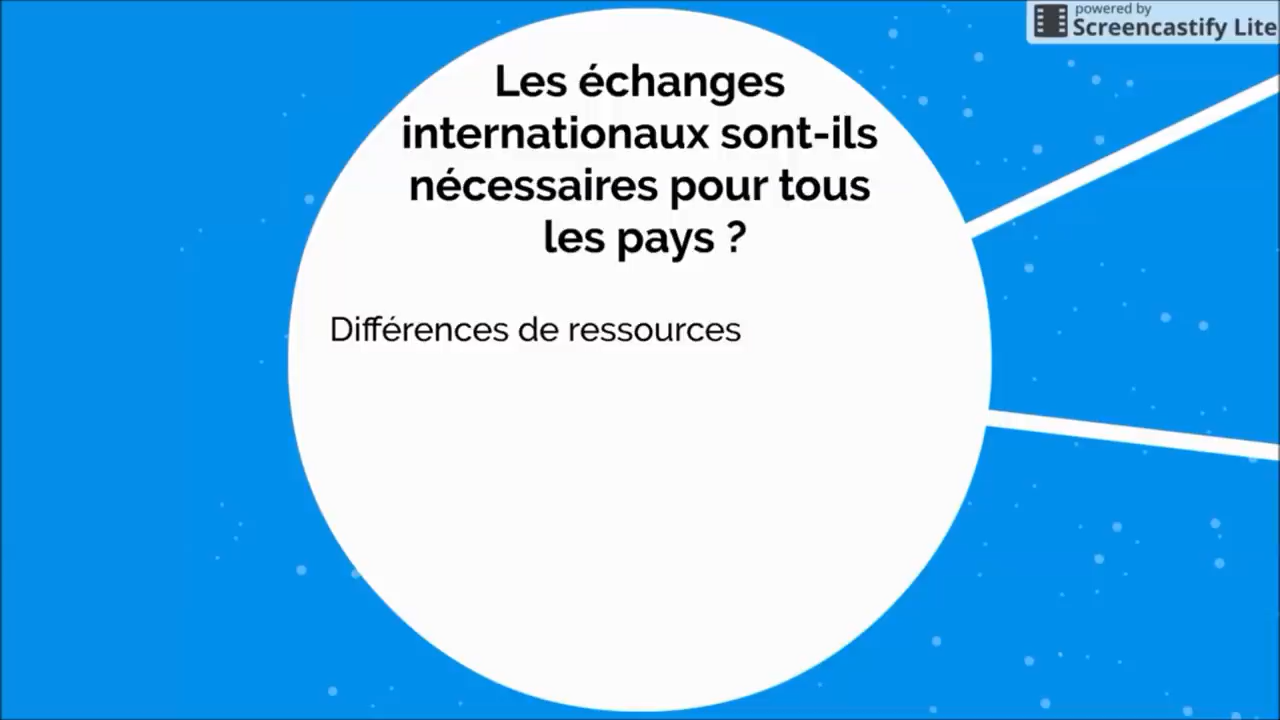 powered by
Screencastify Lite
Les échanges
internationaux sont-ils
nécessaires pour tous
les pays ?
Différences de ressources